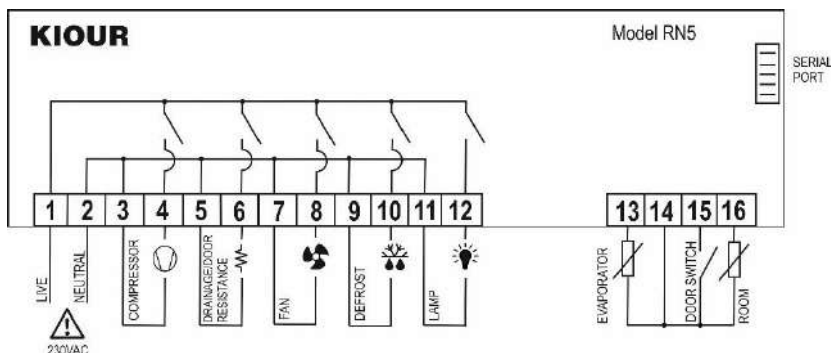 KIOUR
Model RN5
SERIAL
PORT
1 2 3 4 5 6 7 8 9 10 11 12
13 14 15 16
LIVE
NEUTRAL
COMPRESSOR
DRAINAGE/DOOR
RESISTANCE
FAN
DEFROST
LAMP
EVAPORATOR
DOOR SWITCH
ROOM
230VAC